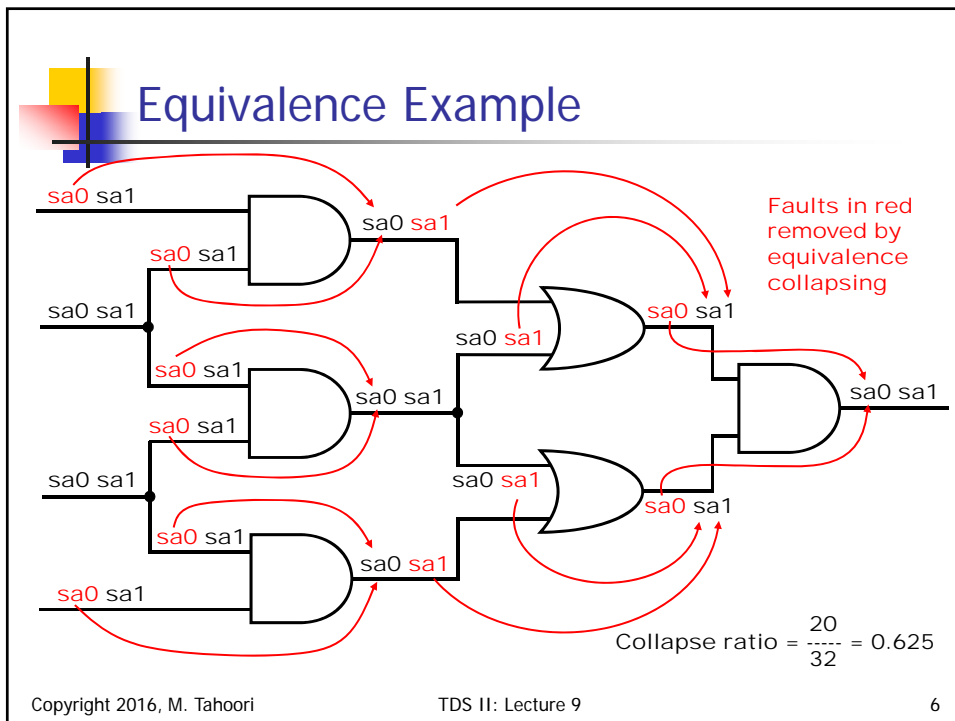 Equivalence Example
sa0 sa1
sa0 sa1
sa0 sa1
Faults in red
removed by
equivalence
collapsing
sa0 sa1
sa0 sa1
sa0 sa1
sa0 sa1
sa0 sa1
sa0 sa1
sa0 sa1
sa0 sa1
sa0 sa1
sa0 sa1
sa0 sa1
sa0 sa1
sa0 sa1
sa0 sa1
Collapse ratio = 20 / 32 = 0.625
Copyright 2016, M. Tahoori
TDS II: Lecture 9
6